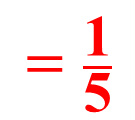 = 1/5